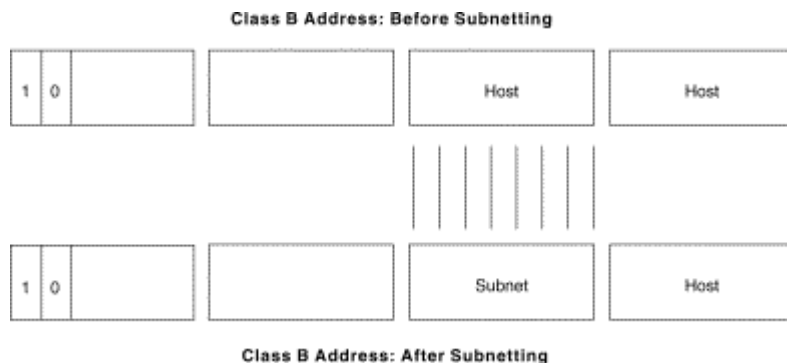 Class B Address: Before Subnetting
1 0 Host Host
1 0 Subnet Host
Class B Address: After Subnetting